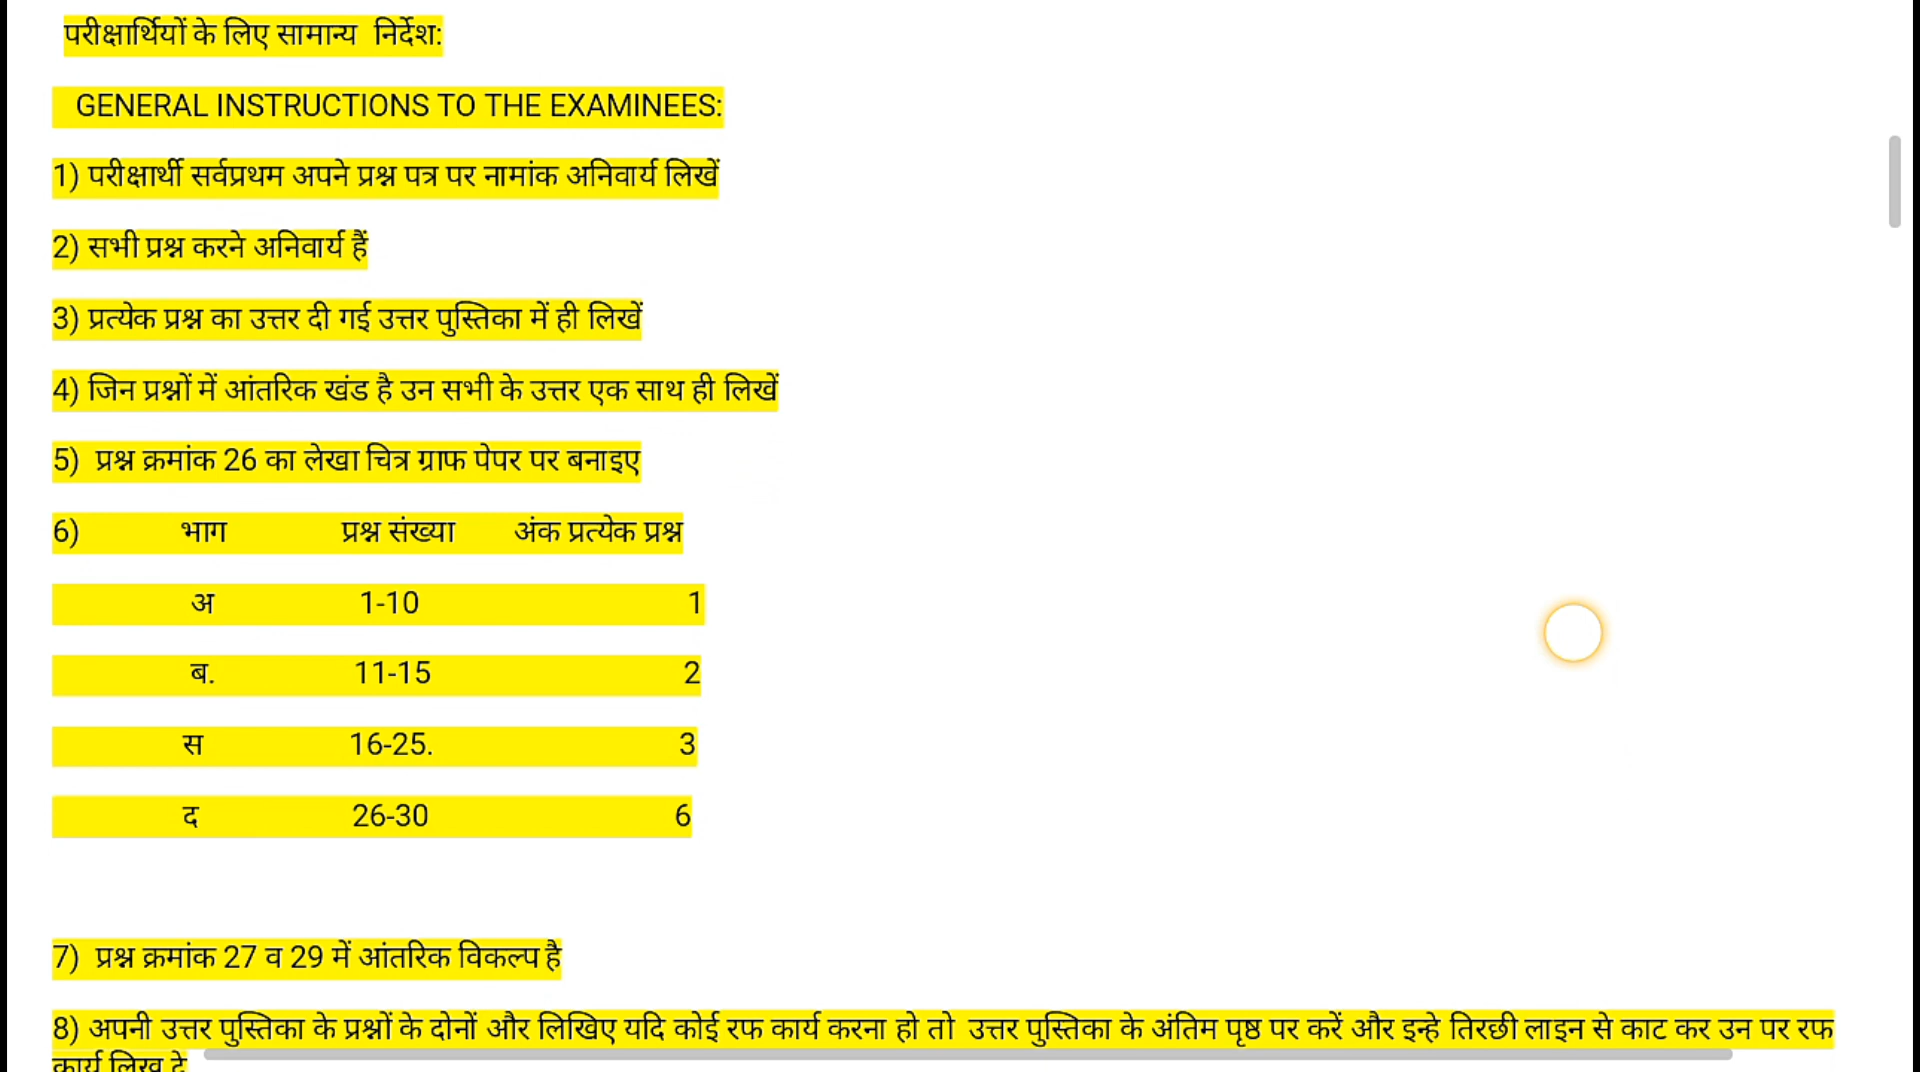 परीक्षार्थियों के लिए सामान्य निर्देश:
GENERAL INSTRUCTIONS TO THE EXAMINEES:
1) परीक्षार्थी सर्वप्रथम अपने प्रश्न पत्र पर नामांक अनिवार्य लिखें
2) सभी प्रश्न करने अनिवार्य हैं
3) प्रत्येक प्रश्न का उत्तर दी गई उत्तर पुस्तिका में ही लिखें
4) जिन प्रश्नों में आंतरिक खंड है उन सभी के उत्तर एक साथ ही लिखें
5) प्रश्न क्रमांक 26 का लेखा चित्र ग्राफ पेपर पर बनाइए
6) भाग प्रश्न संख्या अंक प्रत्येक प्रश्न
अ 1-10 1
ब. 11-15 2
स 16-25. 3
द 26-30 6
7) प्रश्न क्रमांक 27 व 29 में आंतरिक विकल्प है
8) अपनी उत्तर पुस्तिका के प्रश्नों के दोनों और लिखिए यदि कोई रफ कार्य करना हो तो उत्तर पुस्तिका के अंतिम पृष्ठ पर करें और इन्हे तिरछी लाइन से काट कर उन पर रफ
कार्य लिख दे